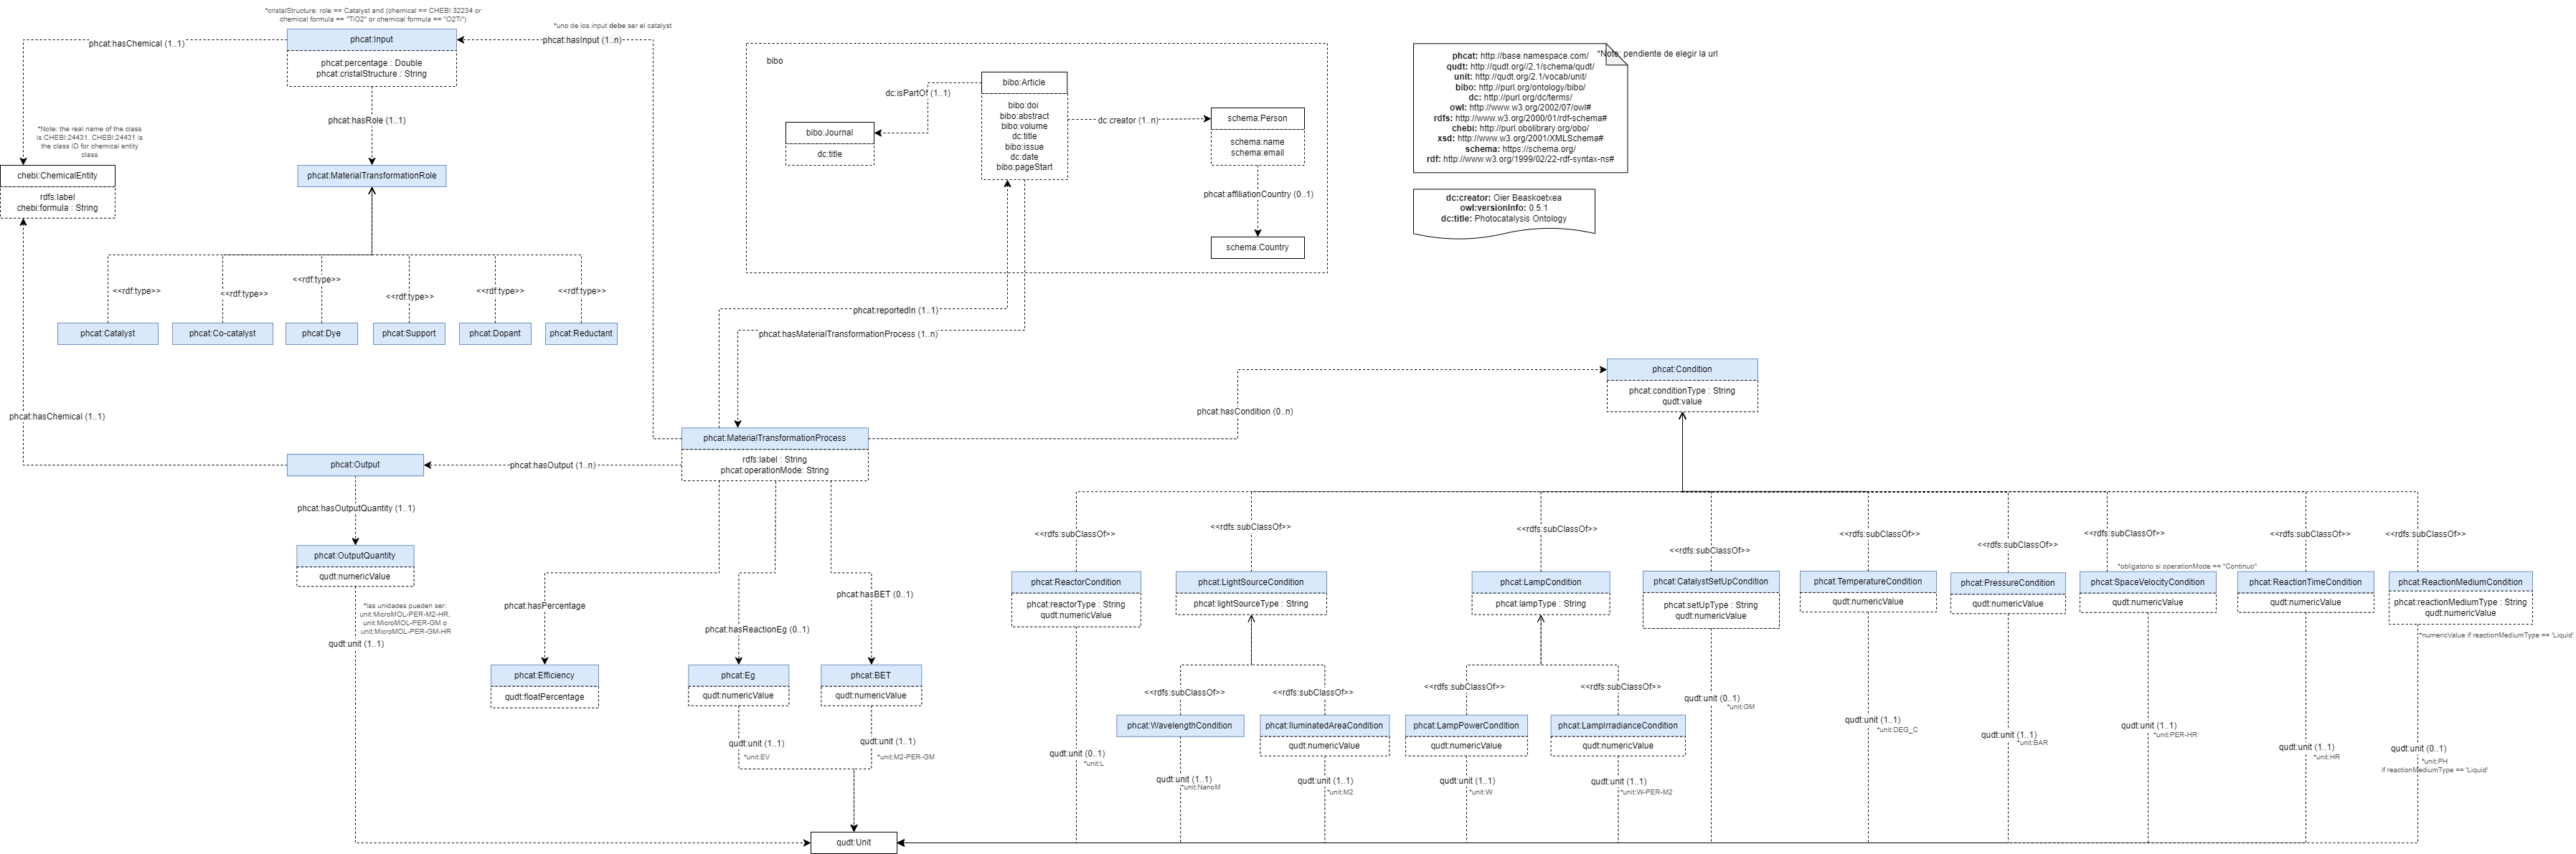 *cristalStructure: role == Catalyst and (chemical == CHEBI:32234 or
chemical formula == "TiO2" or chemical formula == "O2Ti")
*uno de los input debe ser el catalyst
phcat:hasChemical (1..1)
phcat:Input
phcat:hasInput (1..n)
phcat:percentage : Double
phcat:cristalStructure : String
phcat:hasRole (1..1)
*Note: the real name of the class
is CHEBI:24431. CHEBI:24431 is
the class ID for chemical entity
class
chebi:ChemicalEntity
rdfs:label
chebi:formula : String
phcat:MaterialTransformationRole
<<rdf:type>>
<<rdf:type>>
<<rdf:type>>
<<rdf:type>>
<<rdf:type>>
<<rdf:type>>
phcat:Catalyst
phcat:Co-catalyst
phcat:Dye
phcat:Support
phcat:Dopant
phcat:Reductant
bibo
bibo:Article
bibo:doi
bibo:abstract
bibo:volume
dc:title
bibo:issue
dc:date
bibo:pageStart
dc:isPartOf (1..1)
bibo:Journal
dc:title
dc:creator (1..n)
schema:Person
schema:name
schema:email
phcat:affiliationCountry (0..1)
schema:Country
phcat: http://base.namespace.com/
*Note: pendiente de elegir la url
qudt: http://qudt.org//2.1/schema/qudt/
unit: http://qudt.org/2.1/vocab/unit/
bibo: http://purl.org/ontology/bibo/
dc: http://purl.org/dc/terms/
owl: http://www.w3.org/2002/07/owl#
rdfs: http://www.w3.org/2000/01/rdf-schema#
chebi: http://purl.obolibrary.org/obo/
xsd: http://www.w3.org/2001/XMLSchema#
schema: https://schema.org/
rdf: http://www.w3.org/1999/02/22-rdf-syntax-ns#
dc:creator: Oier Beaskoetxea
owl:versionInfo: 0.5.1
dc:title: Photocatalysis Ontology
phcat:reportedIn (1..1)
phcat:hasMaterialTransformationProcess (1..n)
phcat:hasChemical (1..1)
phcat:MaterialTransformationProcess
rdfs:label : String
phcat:operationMode: String
phcat:hasCondition (0..n)
phcat:Condition
phcat:conditionType : String
qudt:value
phcat:Output
phcat:hasOutput (1..n)
phcat:hasOutputQuantity (1..1)
phcat:OutputQuantity
qudt:numericValue
*las unidades pueden ser:
unit:MicroMOL-PER-M2-HR,
unit:MicroMOL-PER-GM o
unit:MicroMOL-PER-GM-HR
qudt:unit (1..1)
phcat:hasPercentage
phcat:hasReactionEg (0..1)
phcat:hasBET (0..1)
phcat:Efficiency
qudt:floatPercentage
phcat:Eg
qudt:numericValue
phcat:BET
qudt:numericValue
qudt:unit (1..1)
*unit:EV
qudt:unit (1..1)
*unit:M2-PER-GM
qudt:Unit
<<rdfs:subClassOf>>
<<rdfs:subClassOf>>
<<rdfs:subClassOf>>
<<rdfs:subClassOf>>
<<rdfs:subClassOf>>
<<rdfs:subClassOf>>
<<rdfs:subClassOf>>
<<rdfs:subClassOf>>
<<rdfs:subClassOf>>
*obligatorio si operationMode == "Continuo"
phcat:ReactorCondition
phcat:reactorType : String
qudt:numericValue
phcat:LightSourceCondition
phcat:lightSourceType : String
phcat:LampCondition
phcat:lampType : String
phcat:CatalystSetUpCondition
phcat:setUpType : String
qudt:numericValue
phcat:TemperatureCondition
qudt:numericValue
phcat:PressureCondition
qudt:numericValue
phcat:SpaceVelocityCondition
qudt:numericValue
phcat:ReactionTimeCondition
qudt:numericValue
phcat:ReactionMediumCondition
phcat:reactionMediumType : String
qudt:numericValue
*numericValue if reactionMediumType == 'Liquid'
<<rdfs:subClassOf>>
<<rdfs:subClassOf>>
<<rdfs:subClassOf>>
<<rdfs:subClassOf>>
phcat:WavelengthCondition
phcat:IluminatedAreaCondition
qudt:numericValue
phcat:LampPowerCondition
qudt:numericValue
phcat:LampIrradianceCondition
qudt:numericValue
qudt:unit (0..1)
*unit:L
qudt:unit (1..1)
*unit:NanoM
qudt:unit (1..1)
*unit:M2
qudt:unit (1..1)
*unit:W
qudt:unit (1..1)
*unit:W-PER-M2
qudt:unit (0..1)
*unit:GM
qudt:unit (1..1)
*unit:DEG_C
qudt:unit (1..1)
*unit:BAR
qudt:unit (1..1)
*unit:PER-HR
qudt:unit (1..1)
*unit:HR
qudt:unit (0..1)
*unit:PH
if reactionMediumType == 'Liquid'